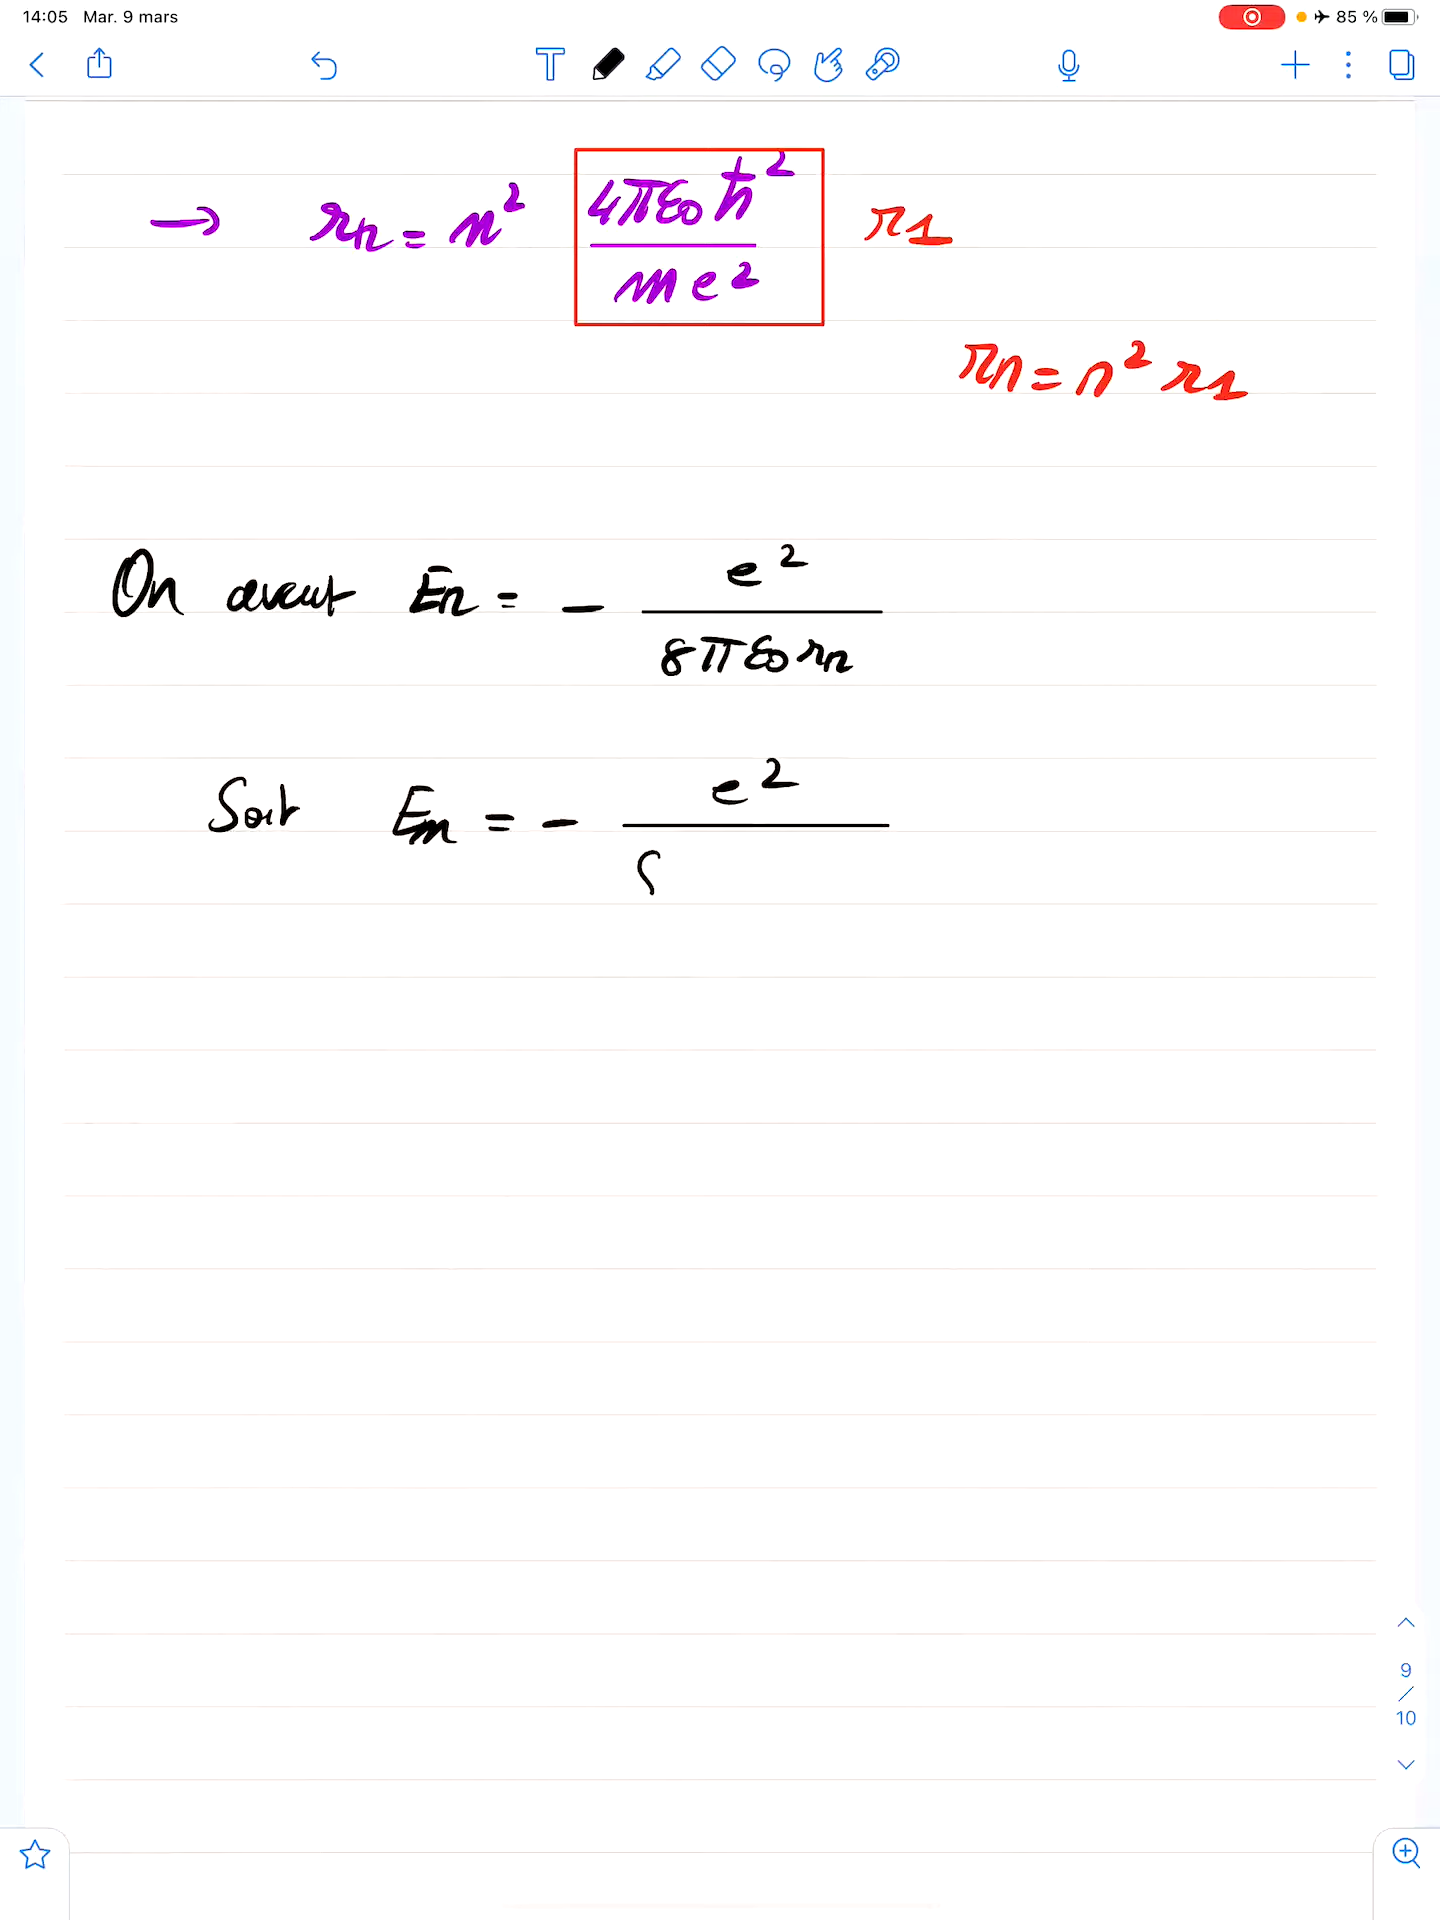 14:05 Mar. 9 mars 85 %
→ rn = n² 4πε₀ħ² / me² r1
rn = n² r1
On avait En = - e² / 8πε₀rn
Soit En = - e² /
9
/
10